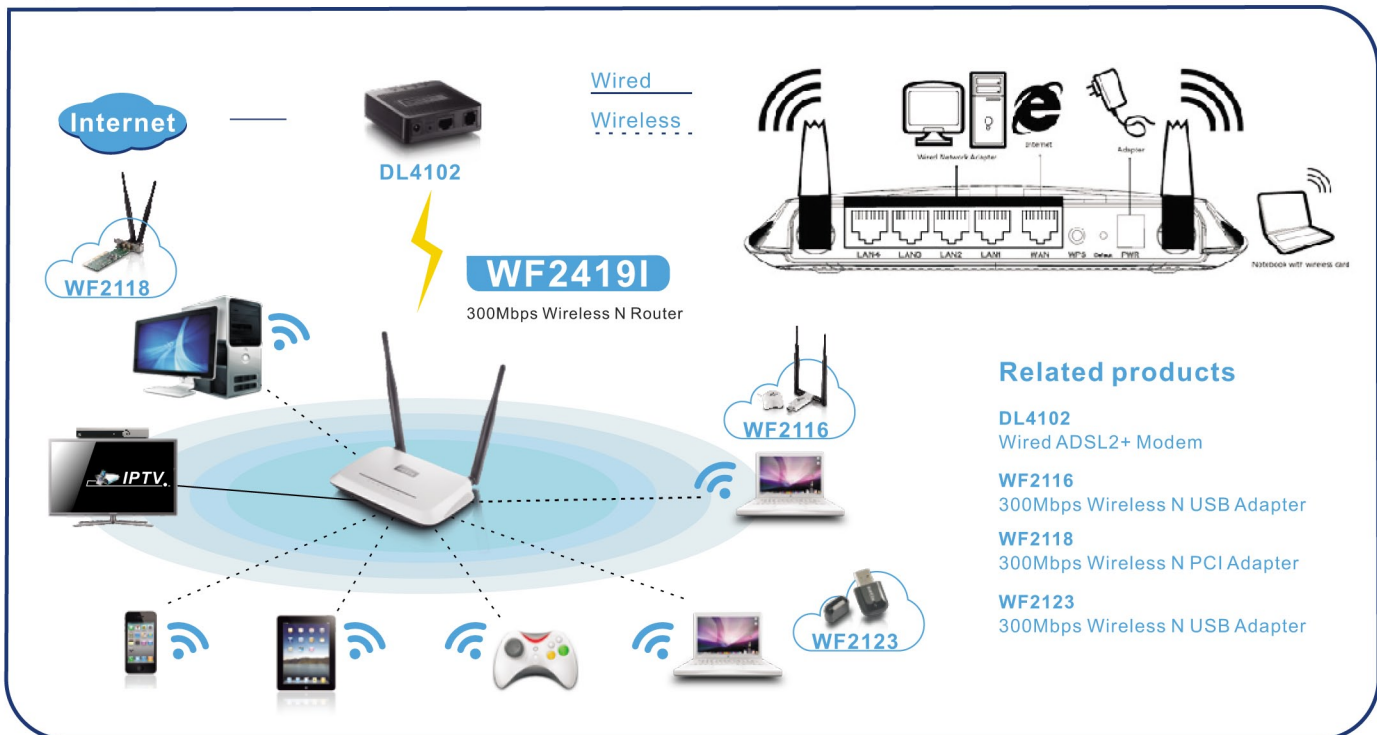 Internet
DL4102
Wired
Wireless
WF2118
WF2419I
300Mbps Wireless N Router
Wired Network Adapter
Internet
Adapter
LAN4 LAN3 LAN2 LAN1 WAN WPS Default PWR
Notebook with wireless card
IPTV
WF2116
WF2123
Related products
DL4102
Wired ADSL2+ Modem
WF2116
300Mbps Wireless N USB Adapter
WF2118
300Mbps Wireless N PCI Adapter
WF2123
300Mbps Wireless N USB Adapter